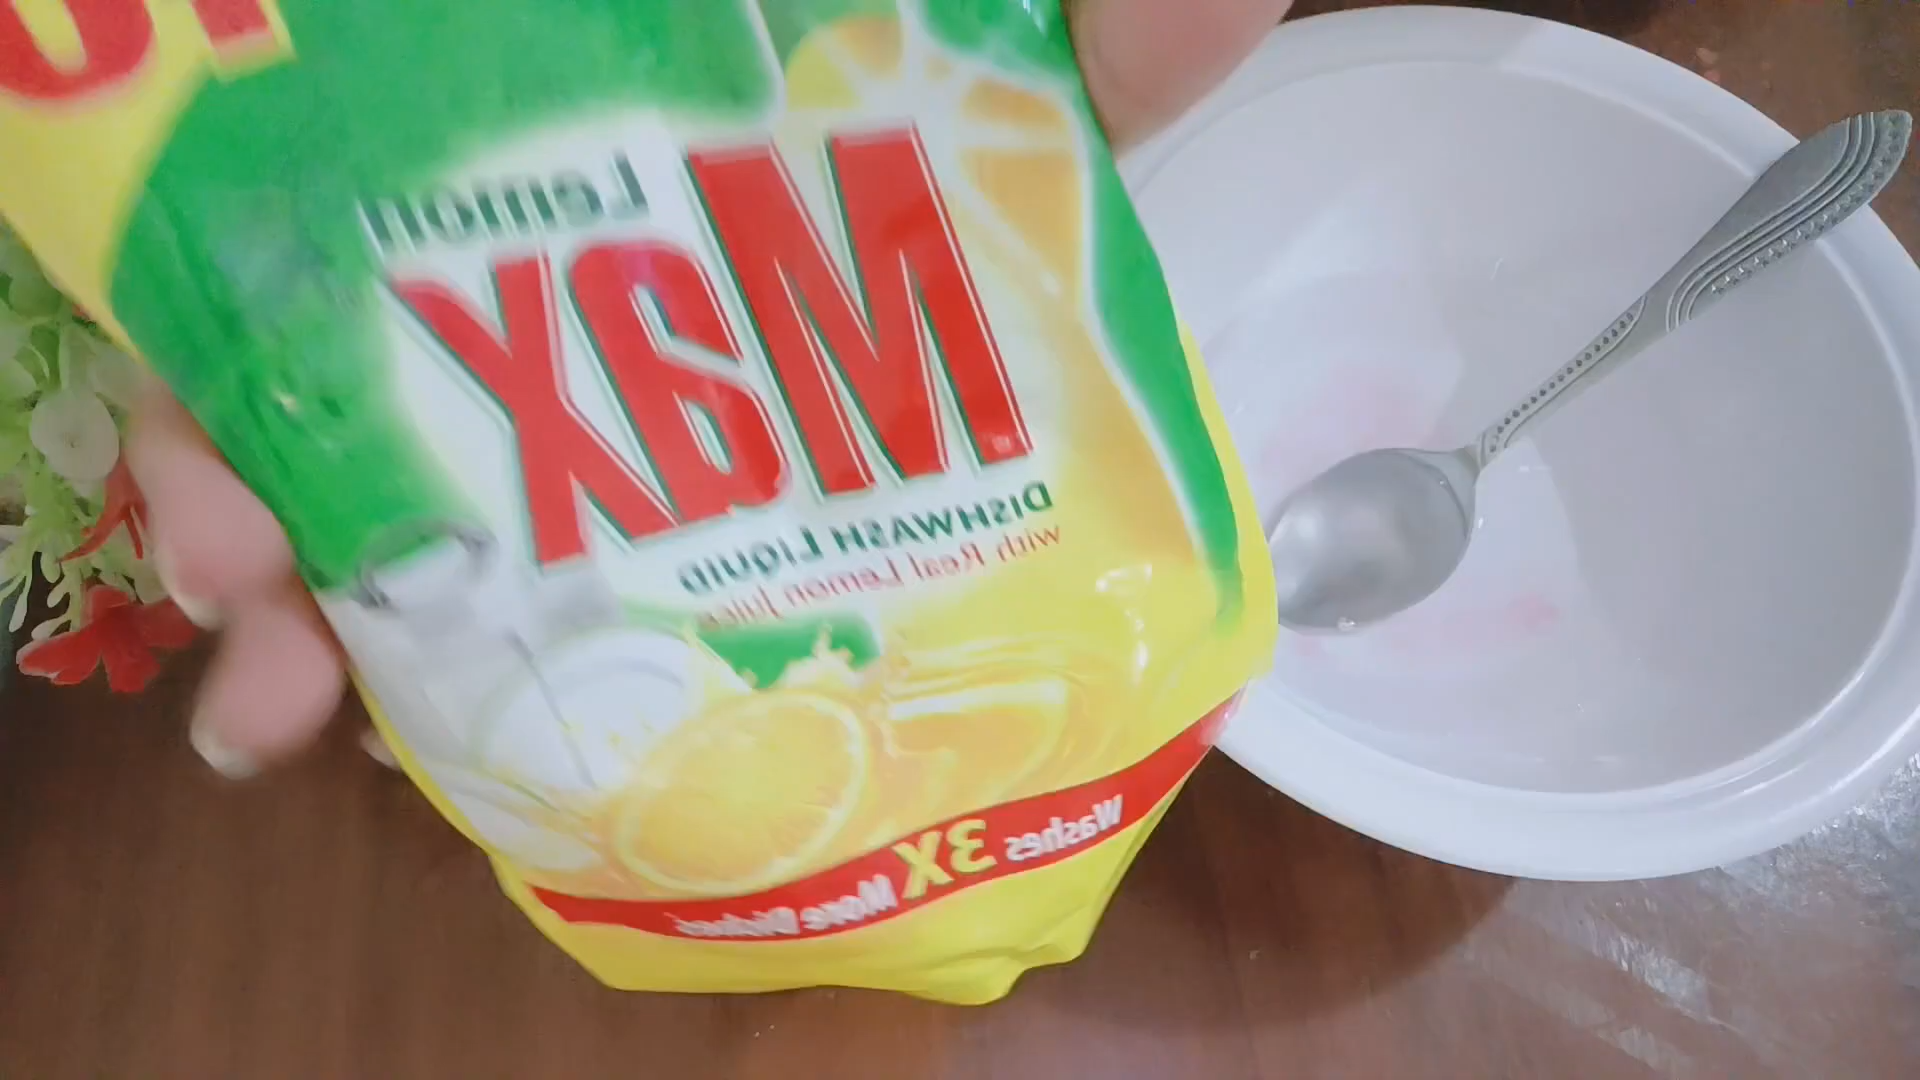 Lemon
Max
DISHWASH LIQUID
with Real Lemon Juice
Washes 3X More Dishes